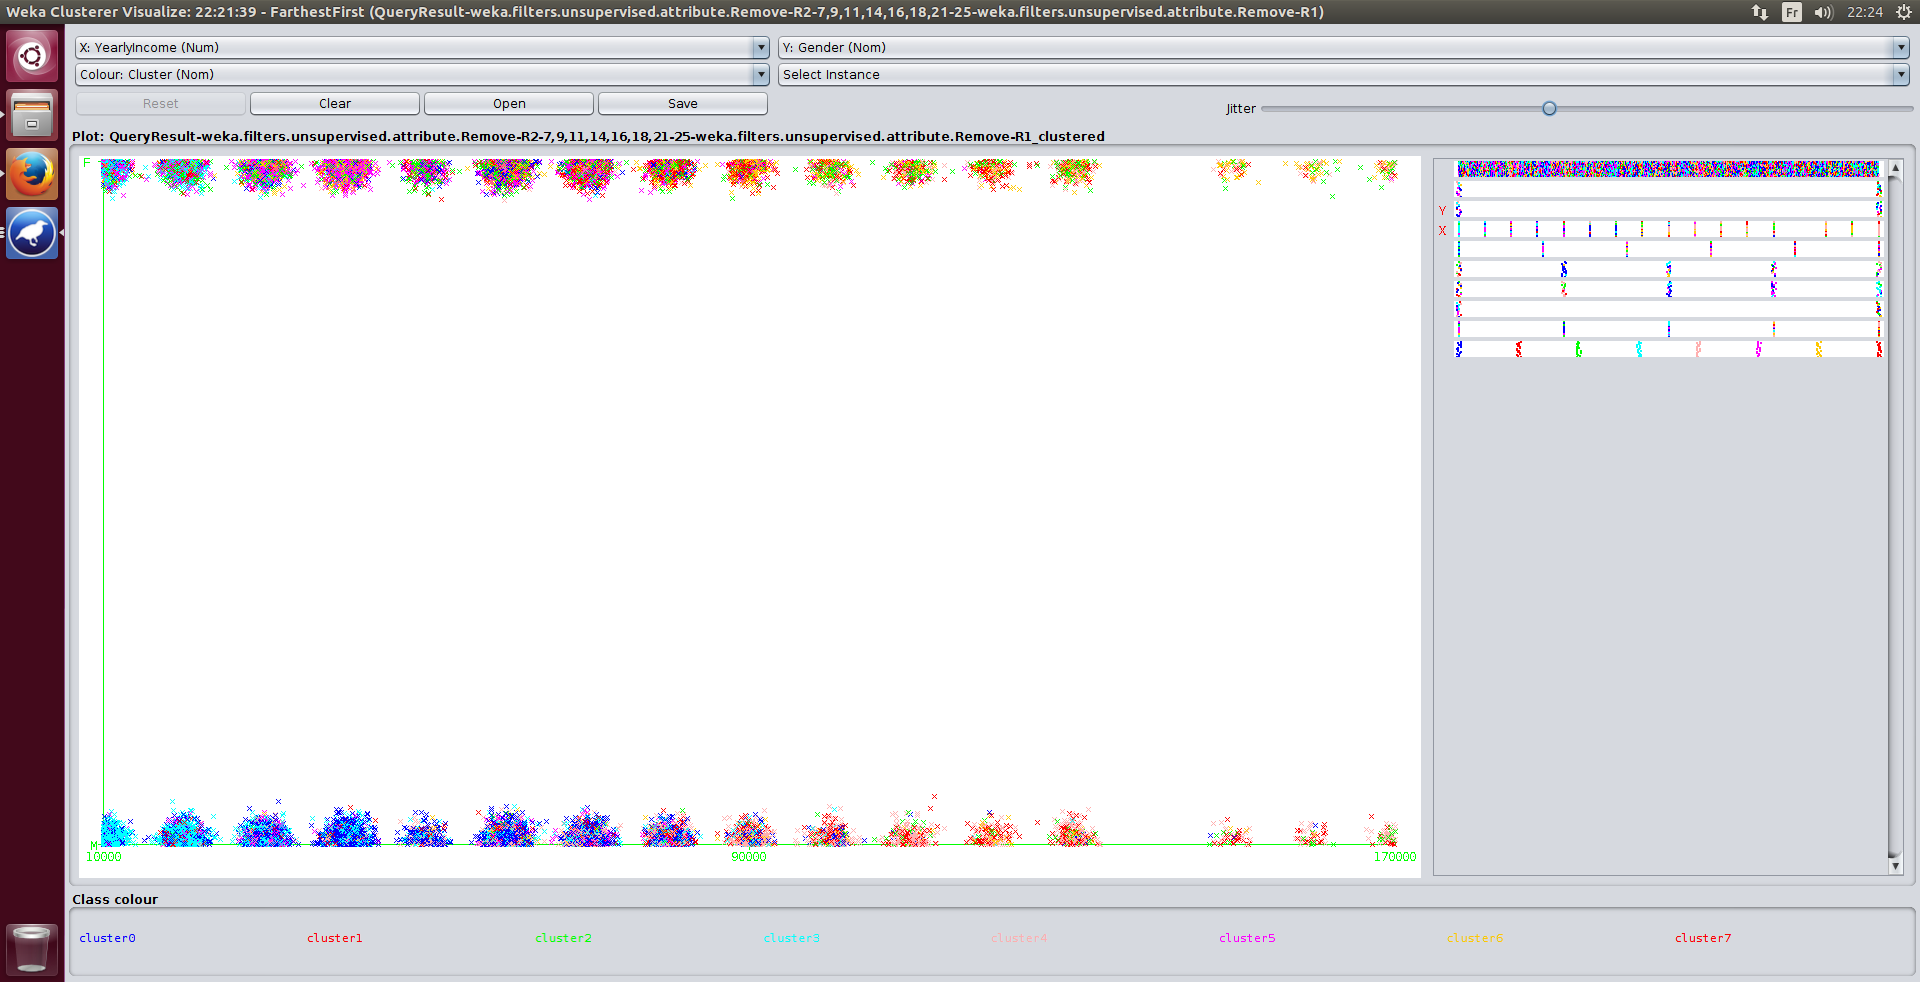 Weka Clusterer Visualize: 22:21:39 - FarthestFirst (QueryResult-weka.filters.unsupervised.attribute.Remove-R2-7,9,11,14,16,18,21-25-weka.filters.unsupervised.attribute.Remove-R1)
Fr
22:24
X: YearlyIncome (Num)
Y: Gender (Nom)
Colour: Cluster (Nom)
Select Instance
Reset
Clear
Open
Save
Jitter
Plot: QueryResult-weka.filters.unsupervised.attribute.Remove-R2-7,9,11,14,16,18,21-25-weka.filters.unsupervised.attribute.Remove-R1_clustered
F
Y
X
M
10000
90000
170000
Class colour
cluster0
cluster1
cluster2
cluster3
cluster4
cluster5
cluster6
cluster7